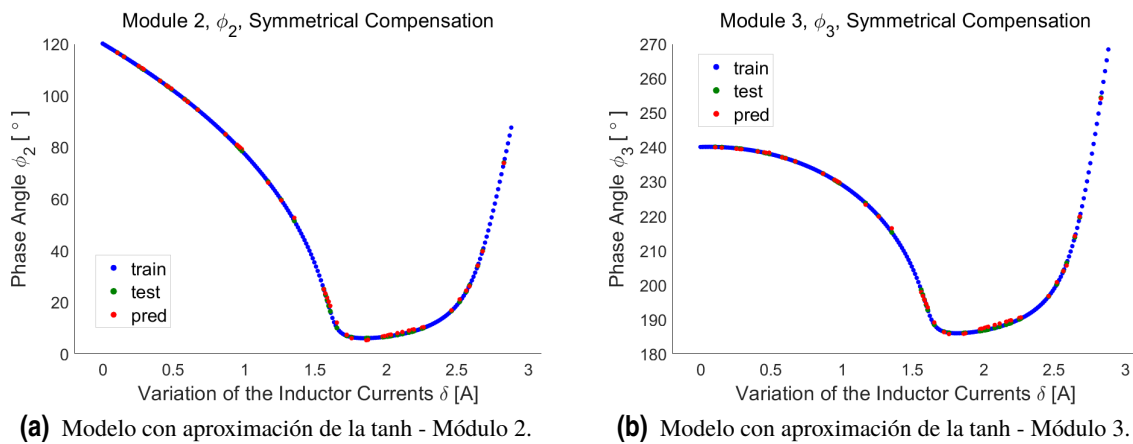 Module 2, ϕ2, Symmetrical Compensation
120
100
80
60
40
20
0
Phase Angle ϕ2 [ ° ]
train
test
pred
0 0.5 1 1.5 2 2.5 3
Variation of the Inductor Currents δ [A]
(a) Modelo con aproximación de la tanh - Módulo 2.
Module 3, ϕ3, Symmetrical Compensation
270
260
250
240
230
220
210
200
190
180
Phase Angle ϕ3 [ ° ]
train
test
pred
0 0.5 1 1.5 2 2.5 3
Variation of the Inductor Currents δ [A]
(b) Modelo con aproximación de la tanh - Módulo 3.